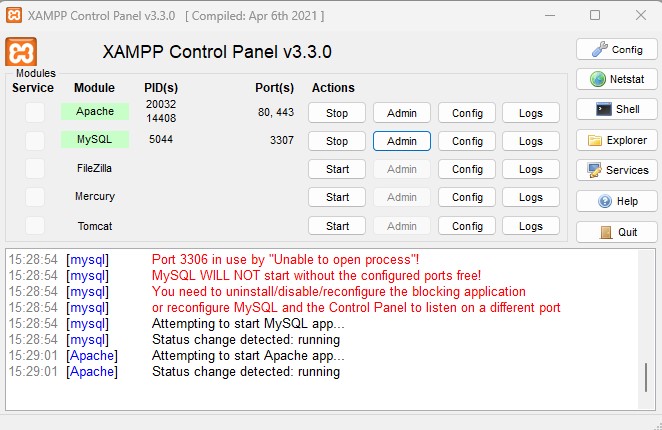 XAMPP Control Panel v3.3.0 [ Compiled: Apr 6th 2021 ]
XAMPP Control Panel v3.3.0
Config
Modules
Service Module PID(s) Port(s) Actions
Netstat
Apache 20032 14408 80, 443 Stop Admin Config Logs
Shell
MySQL 5044 3307 Stop Admin Config Logs
Explorer
FileZilla Start Admin Config Logs
Services
Mercury Start Admin Config Logs
Help
Tomcat Start Admin Config Logs
Quit
15:28:54 [mysql] Port 3306 in use by "Unable to open process"!
15:28:54 [mysql] MySQL WILL NOT start without the configured ports free!
15:28:54 [mysql] You need to uninstall/disable/reconfigure the blocking application
15:28:54 [mysql] or reconfigure MySQL and the Control Panel to listen on a different port
15:28:54 [mysql] Attempting to start MySQL app...
15:28:54 [mysql] Status change detected: running
15:29:01 [Apache] Attempting to start Apache app...
15:29:01 [Apache] Status change detected: running